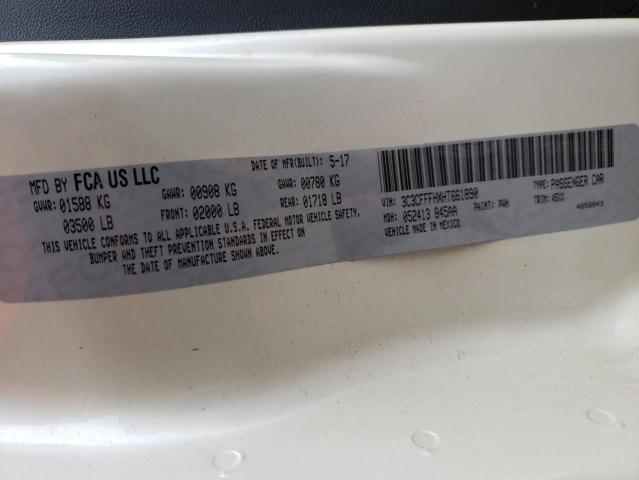 MFD BY FCA US LLC DATE OF MFR(BUILT): 5-17
GVWR: 01588 KG GAWR: 00908 KG GAWR: 00780 KG
03500 LB FRONT: 02000 LB REAR: 01718 LB
THIS VEHICLE CONFORMS TO ALL APPLICABLE U.S.A. FEDERAL MOTOR VEHICLE SAFETY,
BUMPER AND THEFT PREVENTION STANDARDS IN EFFECT ON
THE DATE OF MANUFACTURE SHOWN ABOVE.
VIN: 3C3CFFFHXHT661890 TYPE: PASSENGER CAR
MDH: 052413 845AA PAINT: PWN TRIM: A5XX
VEHICLE MADE IN MEXICO